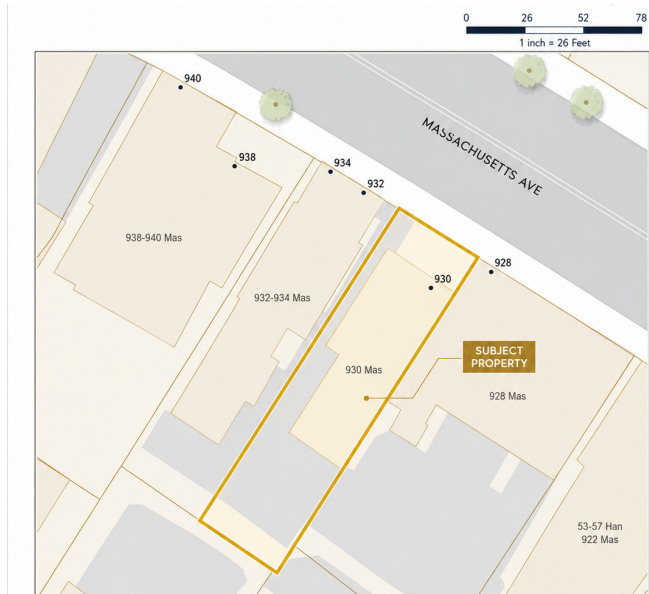 0 26 52 78
1 inch = 26 Feet
940
MASSACHUSETTS AVE
938
934
932
938-940 Mas
928
930
932-934 Mas
SUBJECT
PROPERTY
930 Mas
928 Mas
53-57 Han
922 Mas